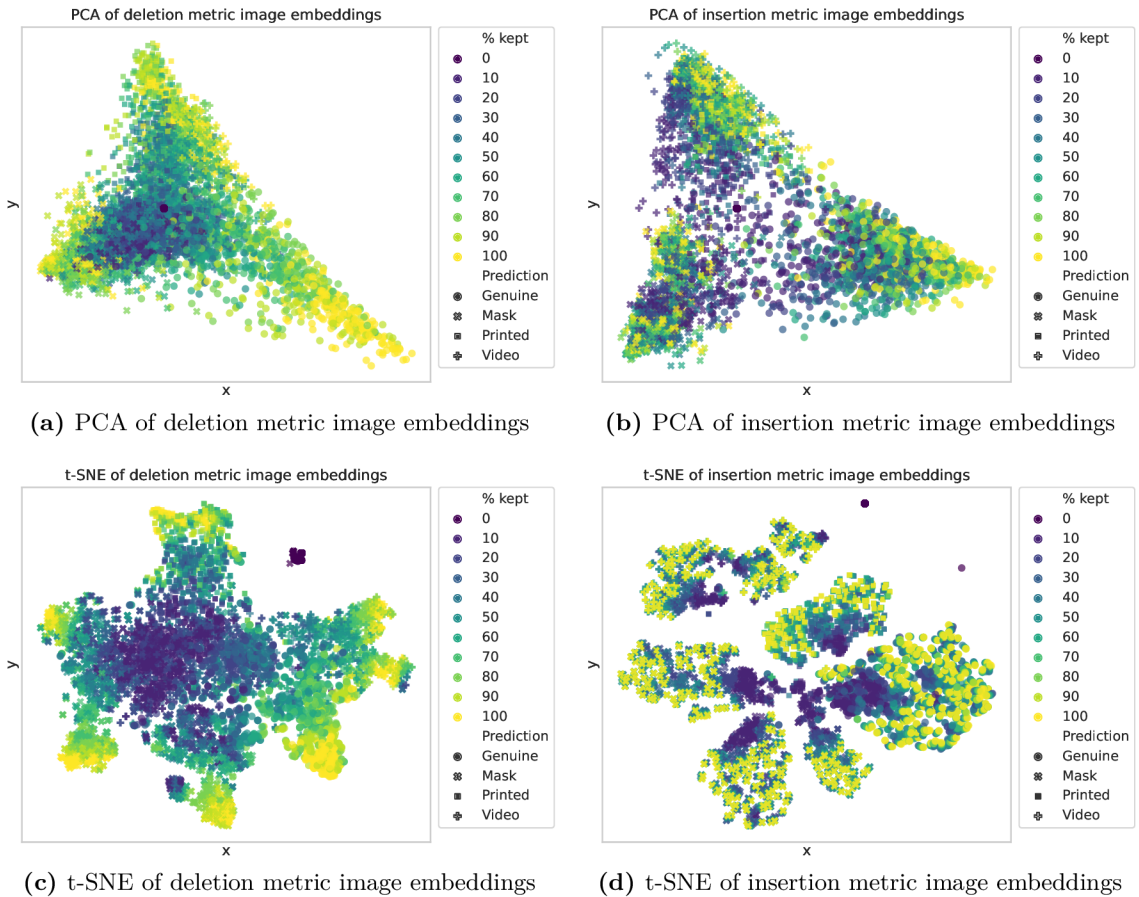 PCA of deletion metric image embeddings
y
x
% kept
0
10
20
30
40
50
60
70
80
90
100
Prediction
Genuine
Mask
Printed
Video
(a) PCA of deletion metric image embeddings
PCA of insertion metric image embeddings
y
x
% kept
0
10
20
30
40
50
60
70
80
90
100
Prediction
Genuine
Mask
Printed
Video
(b) PCA of insertion metric image embeddings
t-SNE of deletion metric image embeddings
y
x
% kept
0
10
20
30
40
50
60
70
80
90
100
Prediction
Genuine
Mask
Printed
Video
(c) t-SNE of deletion metric image embeddings
t-SNE of insertion metric image embeddings
y
x
% kept
0
10
20
30
40
50
60
70
80
90
100
Prediction
Genuine
Mask
Printed
Video
(d) t-SNE of insertion metric image embeddings